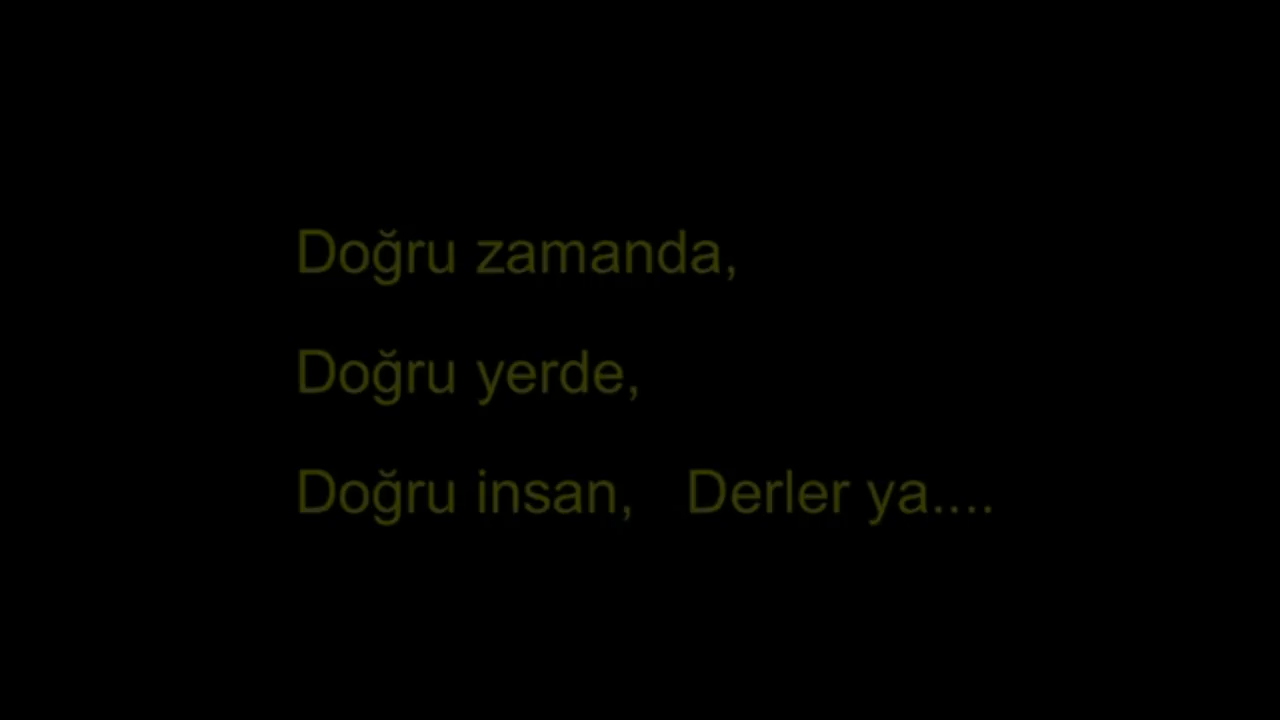 Doğru zamanda,
Doğru yerde,
Doğru insan, Derler ya....